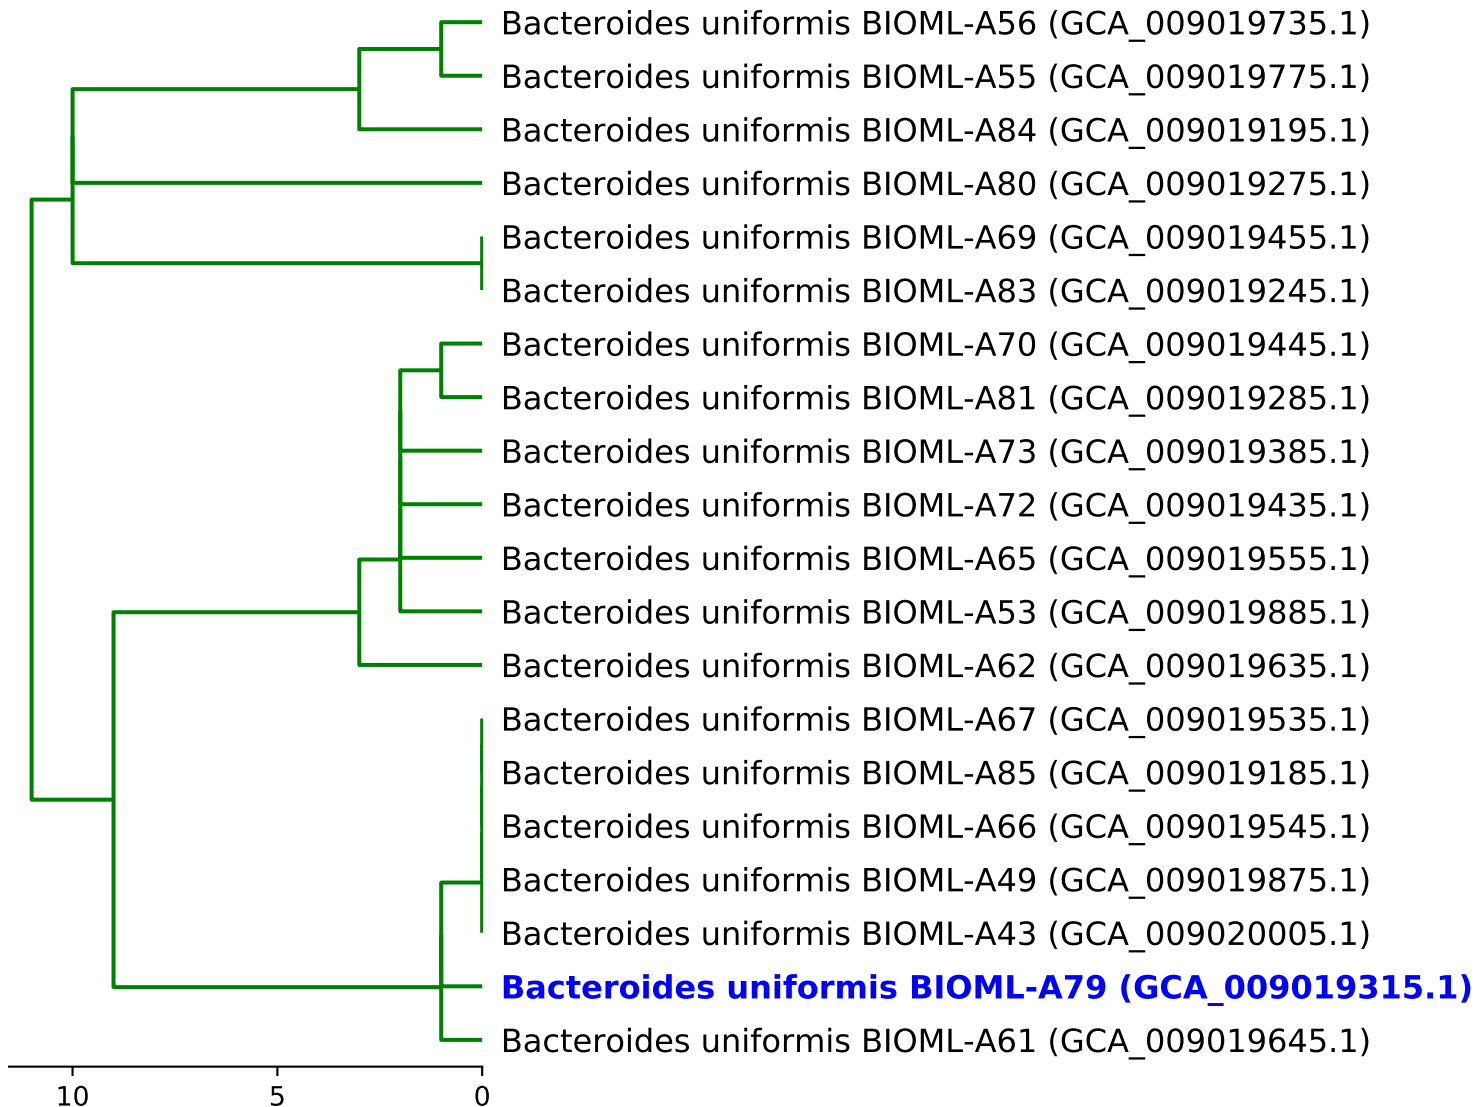 Bacteroides uniformis BIOML-A56 (GCA_009019735.1)
Bacteroides uniformis BIOML-A55 (GCA_009019775.1)
Bacteroides uniformis BIOML-A84 (GCA_009019195.1)
Bacteroides uniformis BIOML-A80 (GCA_009019275.1)
Bacteroides uniformis BIOML-A69 (GCA_009019455.1)
Bacteroides uniformis BIOML-A83 (GCA_009019245.1)
Bacteroides uniformis BIOML-A70 (GCA_009019445.1)
Bacteroides uniformis BIOML-A81 (GCA_009019285.1)
Bacteroides uniformis BIOML-A73 (GCA_009019385.1)
Bacteroides uniformis BIOML-A72 (GCA_009019435.1)
Bacteroides uniformis BIOML-A65 (GCA_009019555.1)
Bacteroides uniformis BIOML-A53 (GCA_009019885.1)
Bacteroides uniformis BIOML-A62 (GCA_009019635.1)
Bacteroides uniformis BIOML-A67 (GCA_009019535.1)
Bacteroides uniformis BIOML-A85 (GCA_009019185.1)
Bacteroides uniformis BIOML-A66 (GCA_009019545.1)
Bacteroides uniformis BIOML-A49 (GCA_009019875.1)
Bacteroides uniformis BIOML-A43 (GCA_009020005.1)
Bacteroides uniformis BIOML-A79 (GCA_009019315.1)
Bacteroides uniformis BIOML-A61 (GCA_009019645.1)
10 5 0